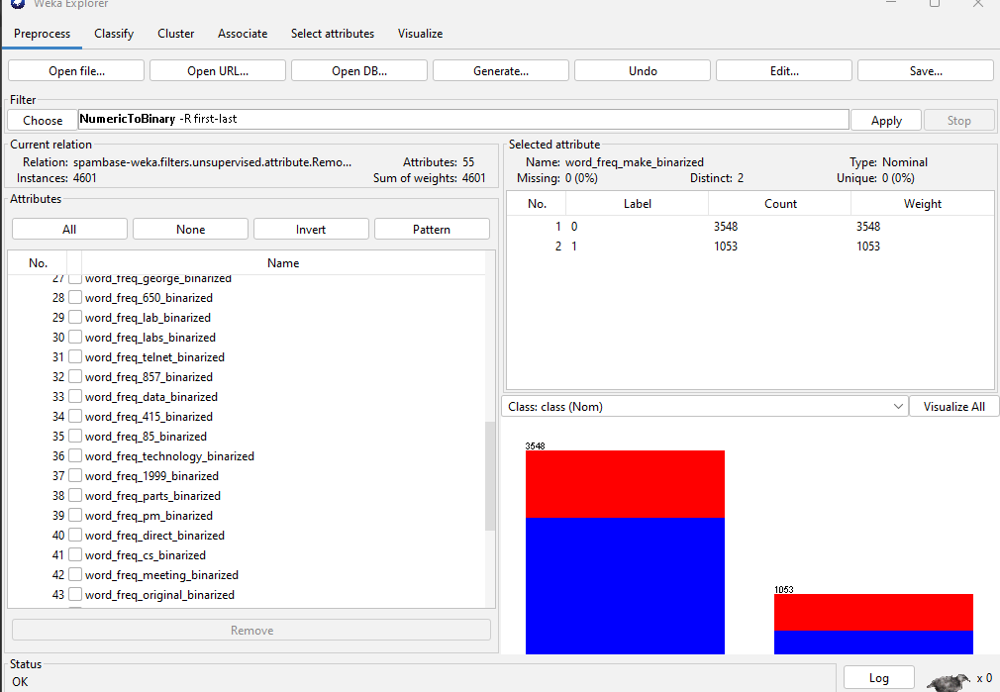 Weka Explorer
Preprocess Classify Cluster Associate Select attributes Visualize
Open file... Open URL... Open DB... Generate... Undo Edit... Save...
Filter
Choose NumericToBinary -R first-last Apply Stop
Current relation
Relation: spambase-weka.filters.unsupervised.attribute.Remo... Attributes: 55
Instances: 4601 Sum of weights: 4601
Attributes
All None Invert Pattern
No. Name
27 word_freq_george_binarized
28 word_freq_650_binarized
29 word_freq_lab_binarized
30 word_freq_labs_binarized
31 word_freq_telnet_binarized
32 word_freq_857_binarized
33 word_freq_data_binarized
34 word_freq_415_binarized
35 word_freq_85_binarized
36 word_freq_technology_binarized
37 word_freq_1999_binarized
38 word_freq_parts_binarized
39 word_freq_pm_binarized
40 word_freq_direct_binarized
41 word_freq_cs_binarized
42 word_freq_meeting_binarized
43 word_freq_original_binarized
Remove
Selected attribute
Name: word_freq_make_binarized Type: Nominal
Missing: 0 (0%) Distinct: 2 Unique: 0 (0%)
No. Label Count Weight
1 0 3548 3548
2 1 1053 1053
Class: class (Nom) Visualize All
3548
1053
Status
OK
Log x 0